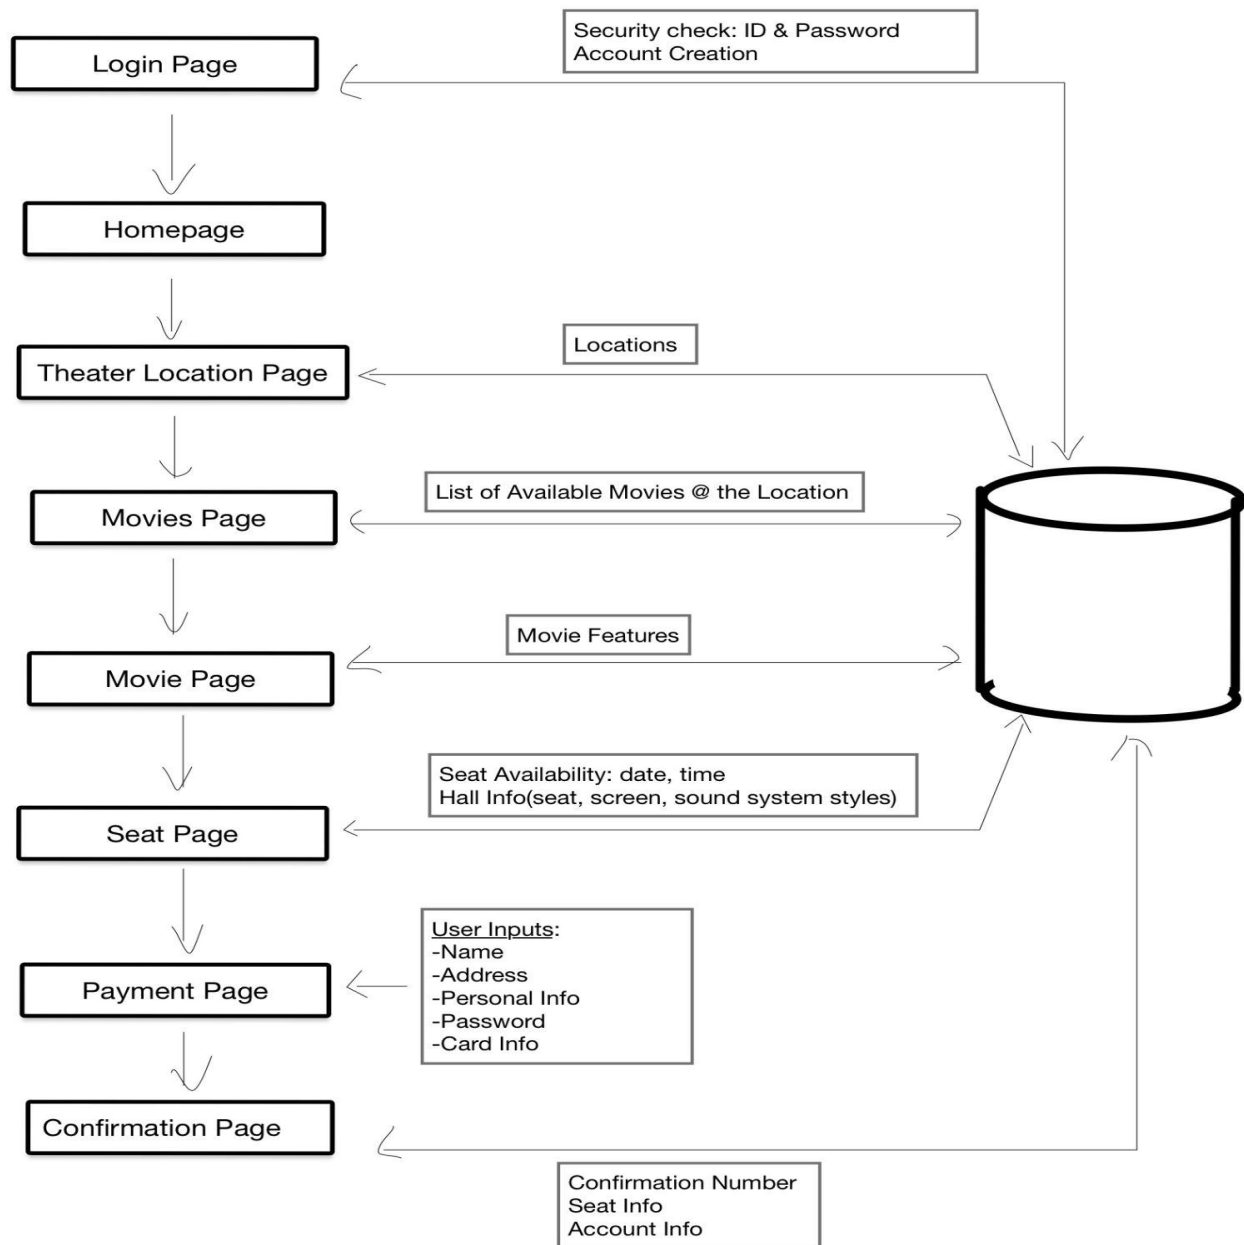 Security check: ID & Password
Account Creation
Login Page
Homepage
Locations
Theater Location Page
List of Available Movies @ the Location
Movies Page
Movie Features
Movie Page
Seat Availability: date, time
Hall Info(seat, screen, sound system styles)
Seat Page
User Inputs:
-Name
-Address
-Personal Info
-Password
-Card Info
Payment Page
Confirmation Page
Confirmation Number
Seat Info
Account Info